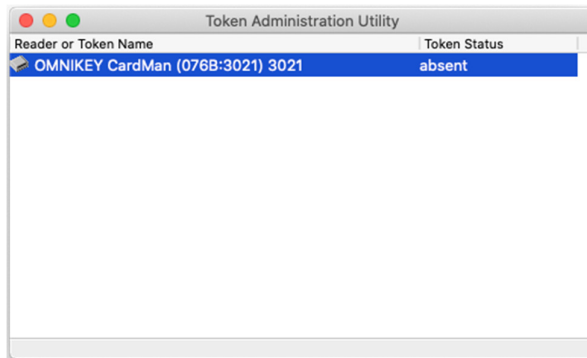 Token Administration Utility
Reader or Token Name Token Status
OMNIKEY CardMan (076B:3021) 3021 absent